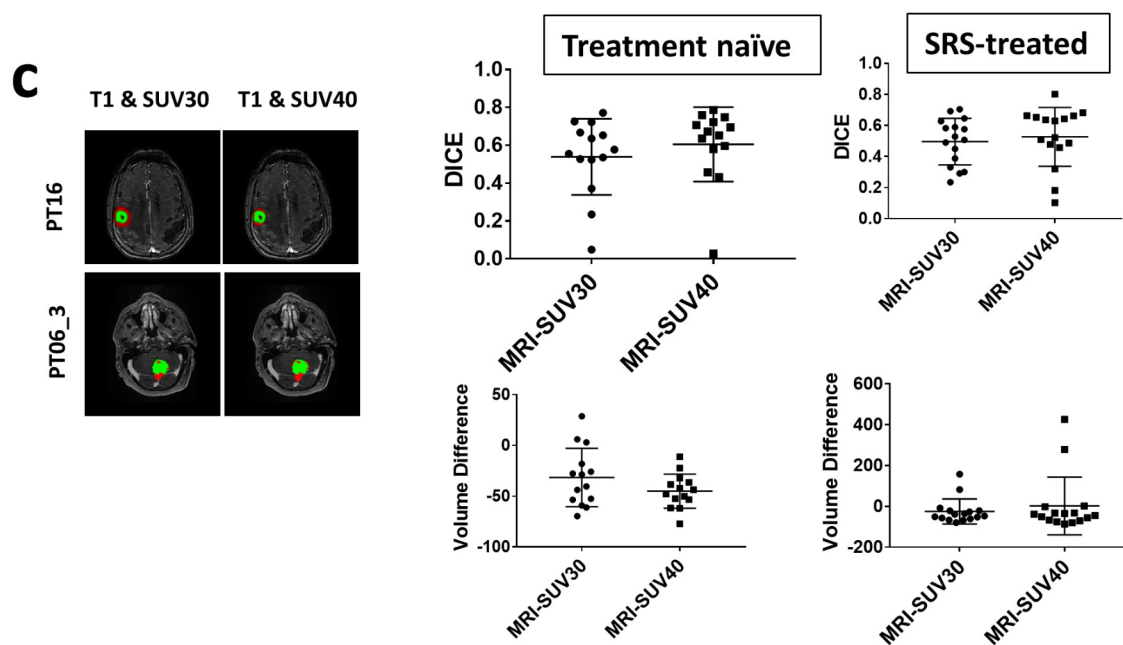 c
T1 & SUV30
T1 & SUV40
PT16
PT06_3
Treatment naïve
SRS-treated
DICE
1.0
0.8
0.6
0.4
0.2
0.0
MRI-SUV30
MRI-SUV40
DICE
1.0
0.8
0.6
0.4
0.2
0.0
MRI-SUV30
MRI-SUV40
Volume Difference
50
0
-50
-100
MRI-SUV30
MRI-SUV40
Volume Difference
600
400
200
0
-200
MRI-SUV30
MRI-SUV40